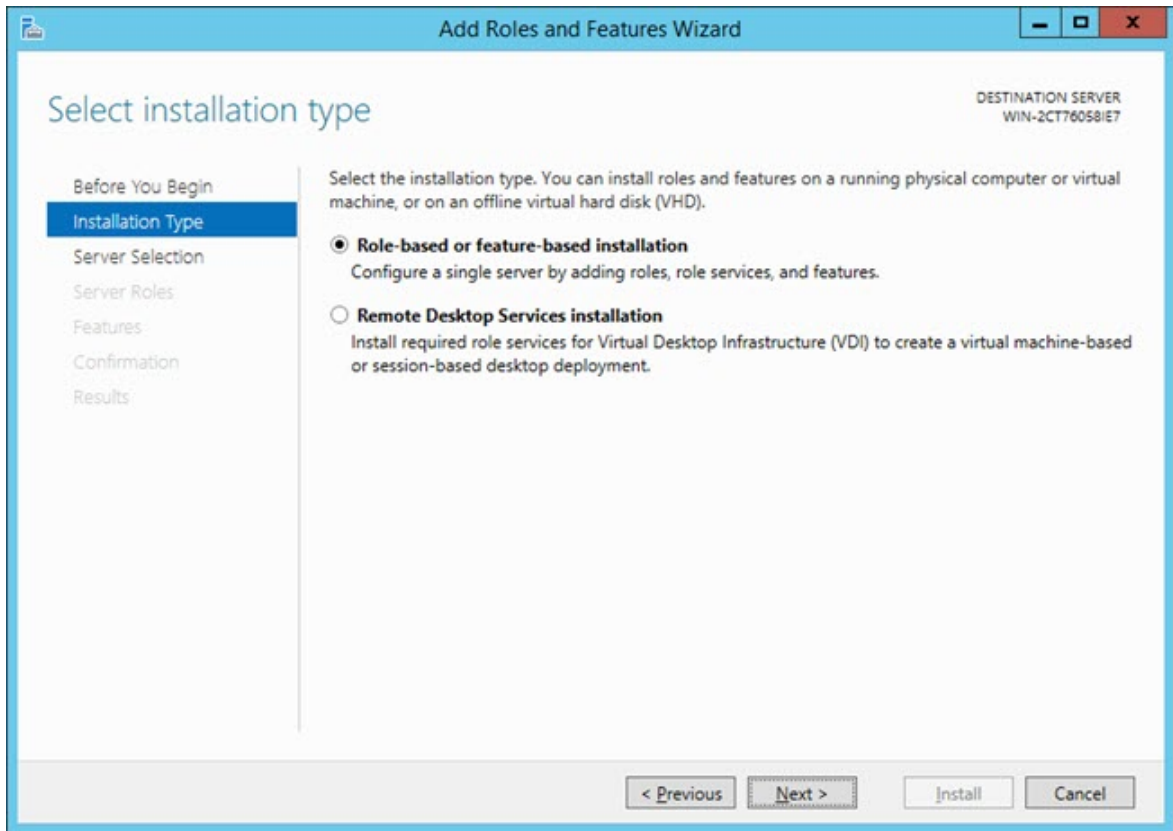 Add Roles and Features Wizard
Select installation type
DESTINATION SERVER
WIN-2CT76058IE7
Before You Begin
Installation Type
Server Selection
Server Roles
Features
Confirmation
Results
Select the installation type. You can install roles and features on a running physical computer or virtual
machine, or on an offline virtual hard disk (VHD).
Role-based or feature-based installation
Configure a single server by adding roles, role services, and features.
Remote Desktop Services installation
Install required role services for Virtual Desktop Infrastructure (VDI) to create a virtual machine-based
or session-based desktop deployment.
< Previous
Next >
Install
Cancel